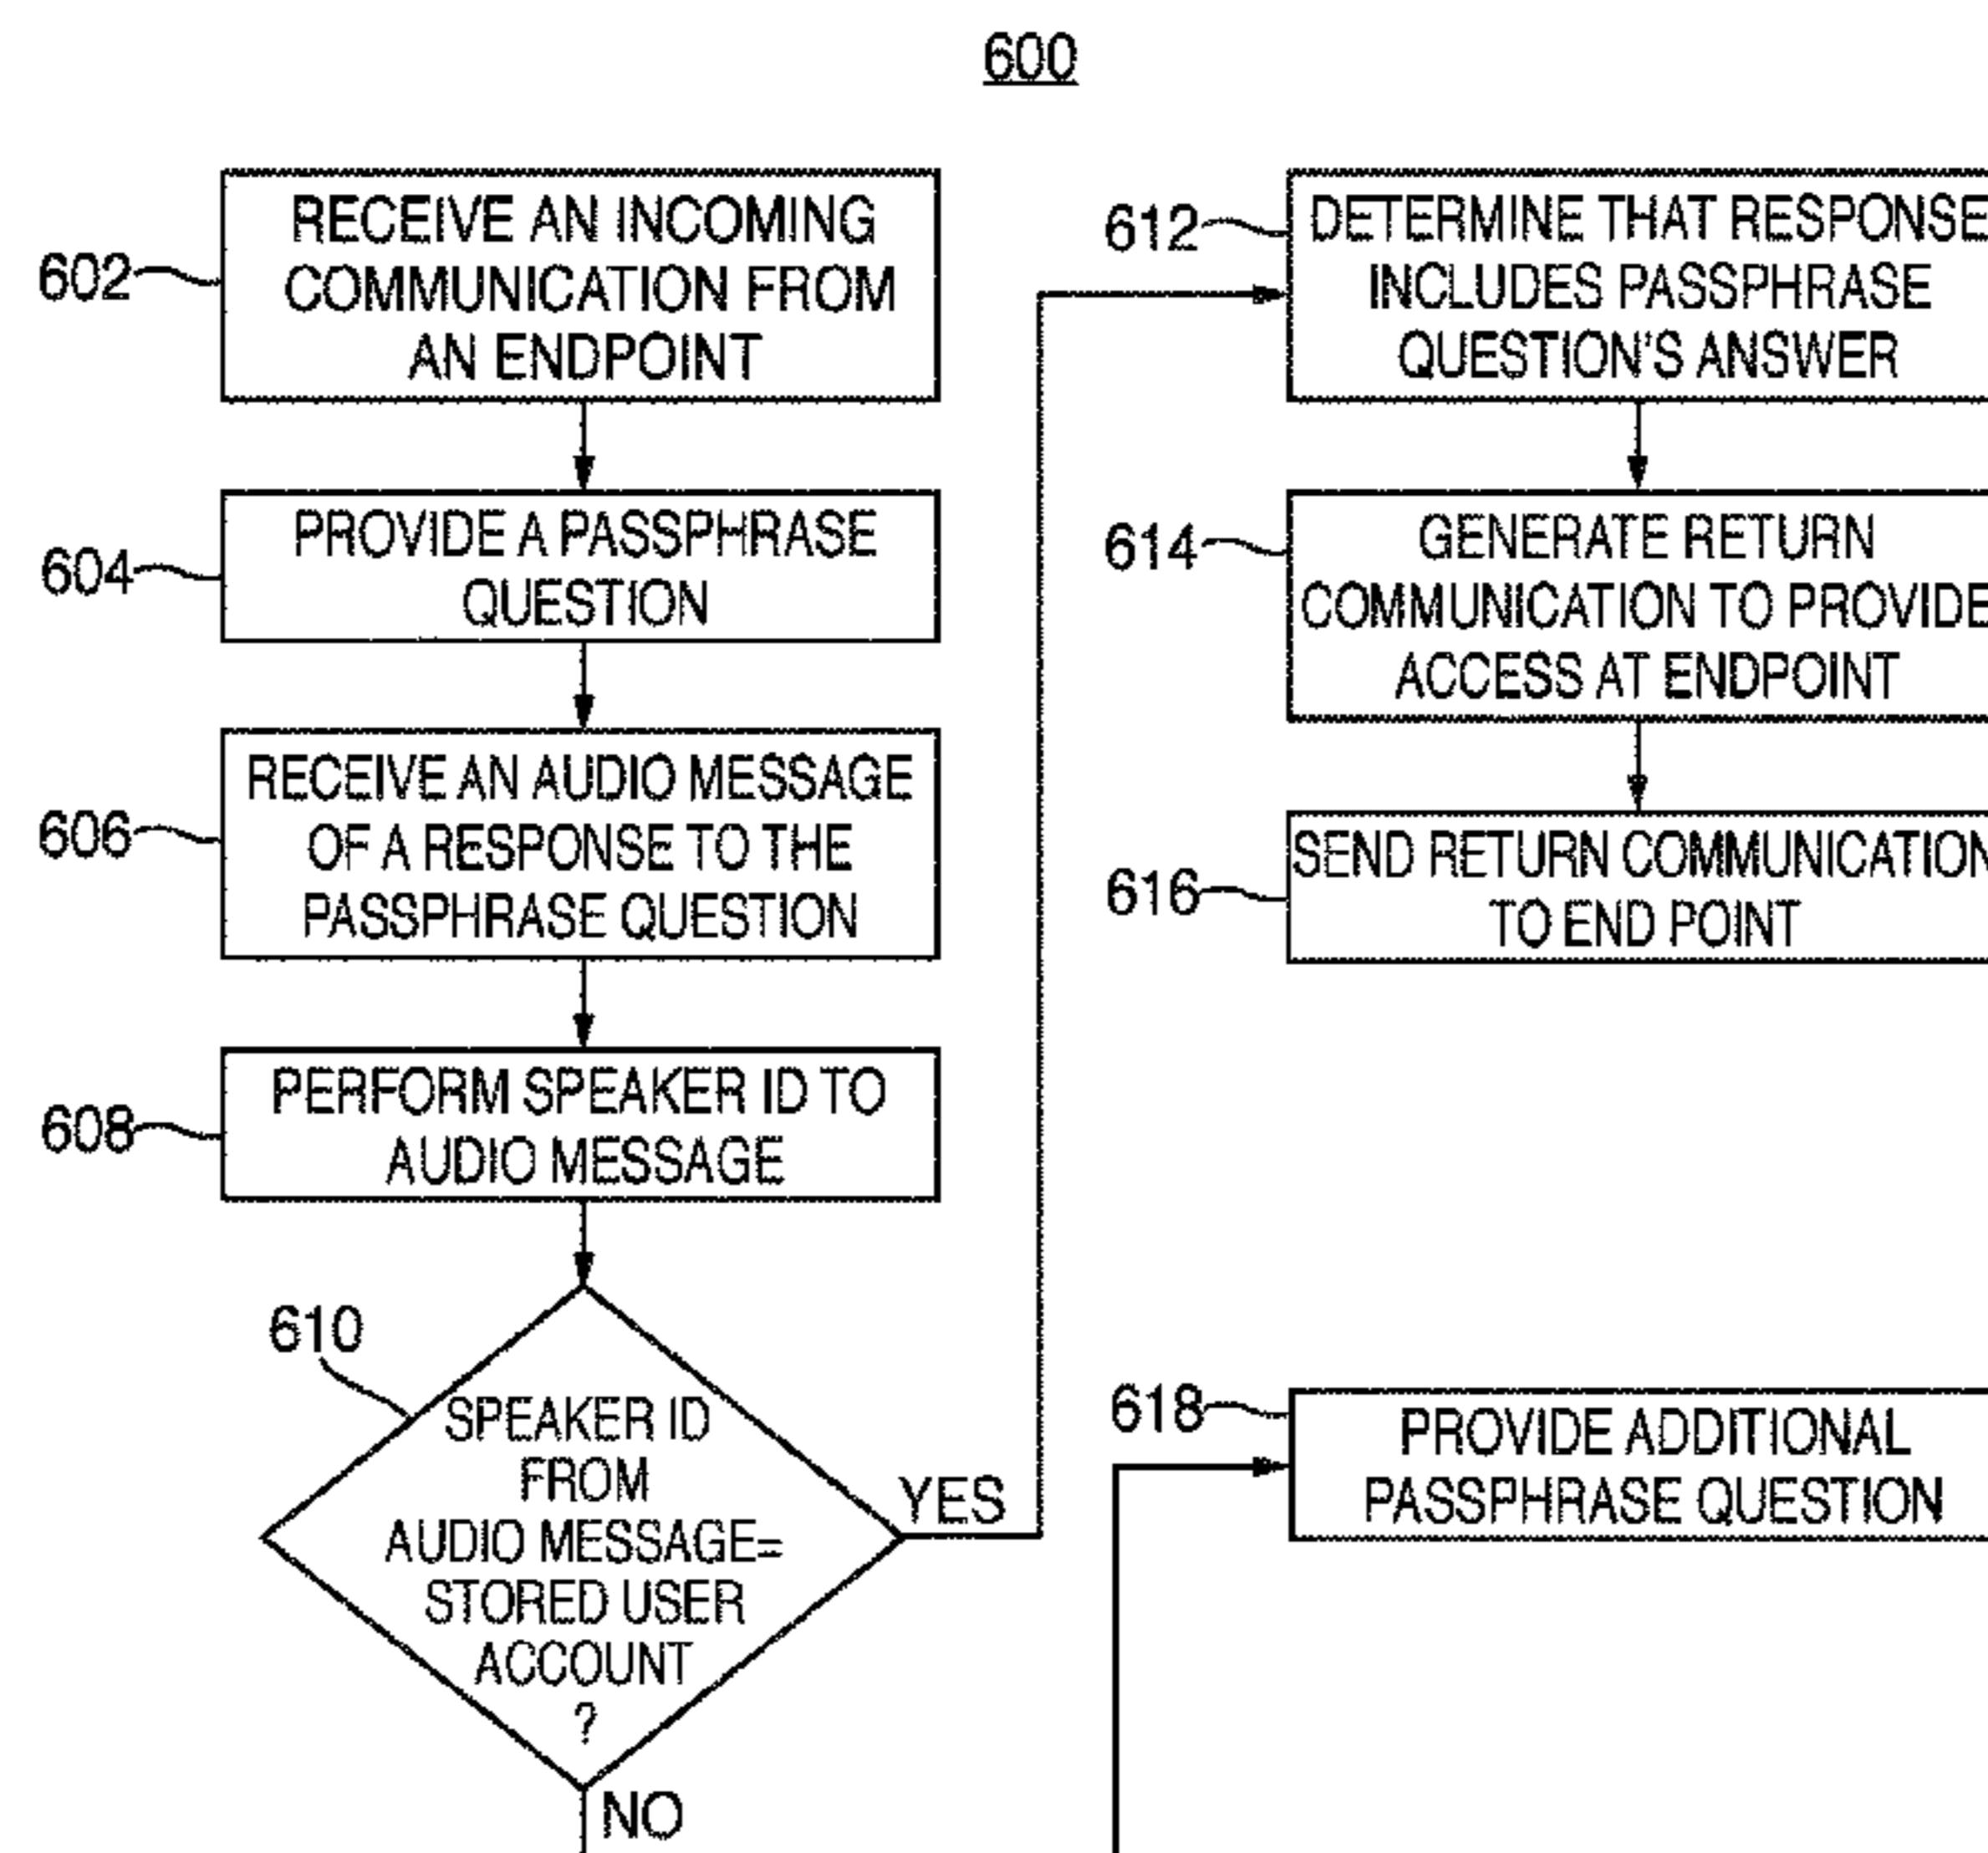 600
602
RECEIVE AN INCOMING
COMMUNICATION FROM
AN ENDPOINT
604
PROVIDE A PASSPHRASE
QUESTION
606
RECEIVE AN AUDIO MESSAGE
OF A RESPONSE TO THE
PASSPHRASE QUESTION
608
PERFORM SPEAKER ID TO
AUDIO MESSAGE
610
SPEAKER ID
FROM
AUDIO MESSAGE=
STORED USER
ACCOUNT
?
YES
NO
612
DETERMINE THAT RESPONSE
INCLUDES PASSPHRASE
QUESTION'S ANSWER
614
GENERATE RETURN
COMMUNICATION TO PROVIDE
ACCESS AT ENDPOINT
616
SEND RETURN COMMUNICATION
TO END POINT
618
PROVIDE ADDITIONAL
PASSPHRASE QUESTION